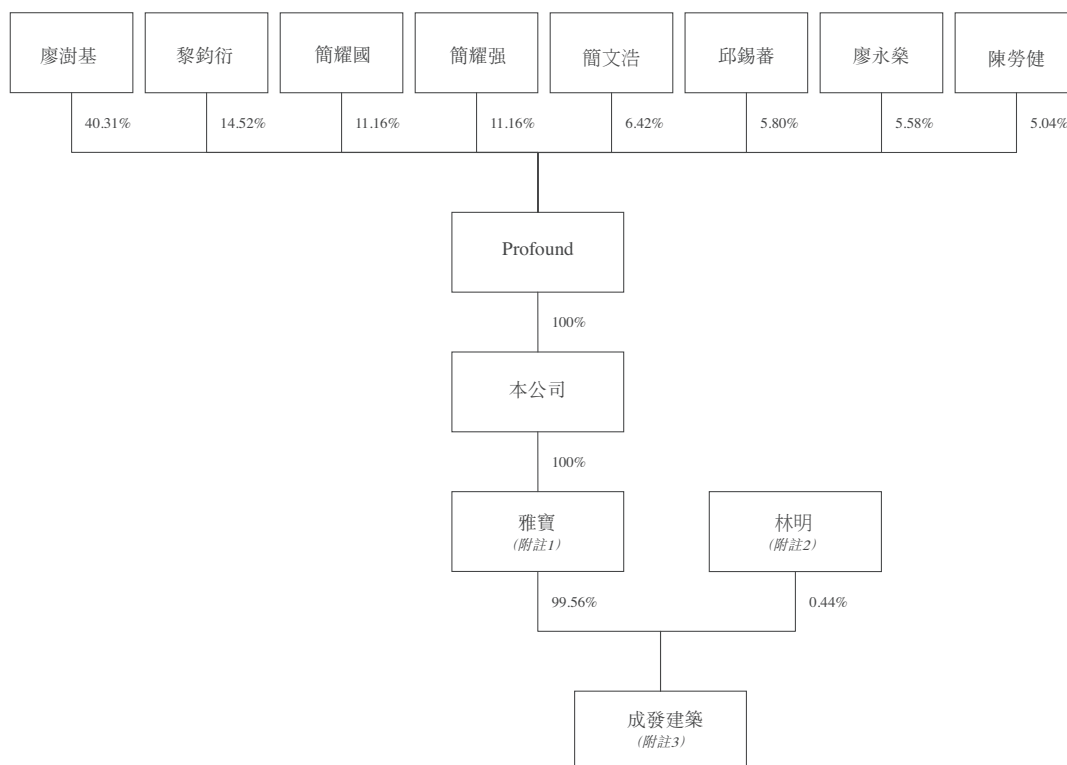 廖澍基
黎鈞衍
簡耀國
簡耀强
簡文浩
邱錫蕃
廖永燊
陳勞健
40.31%
14.52%
11.16%
11.16%
6.42%
5.80%
5.58%
5.04%
Profound
100%
本公司
100%
雅寶
(附註1)
林明
(附註2)
99.56%
0.44%
成發建築
(附註3)